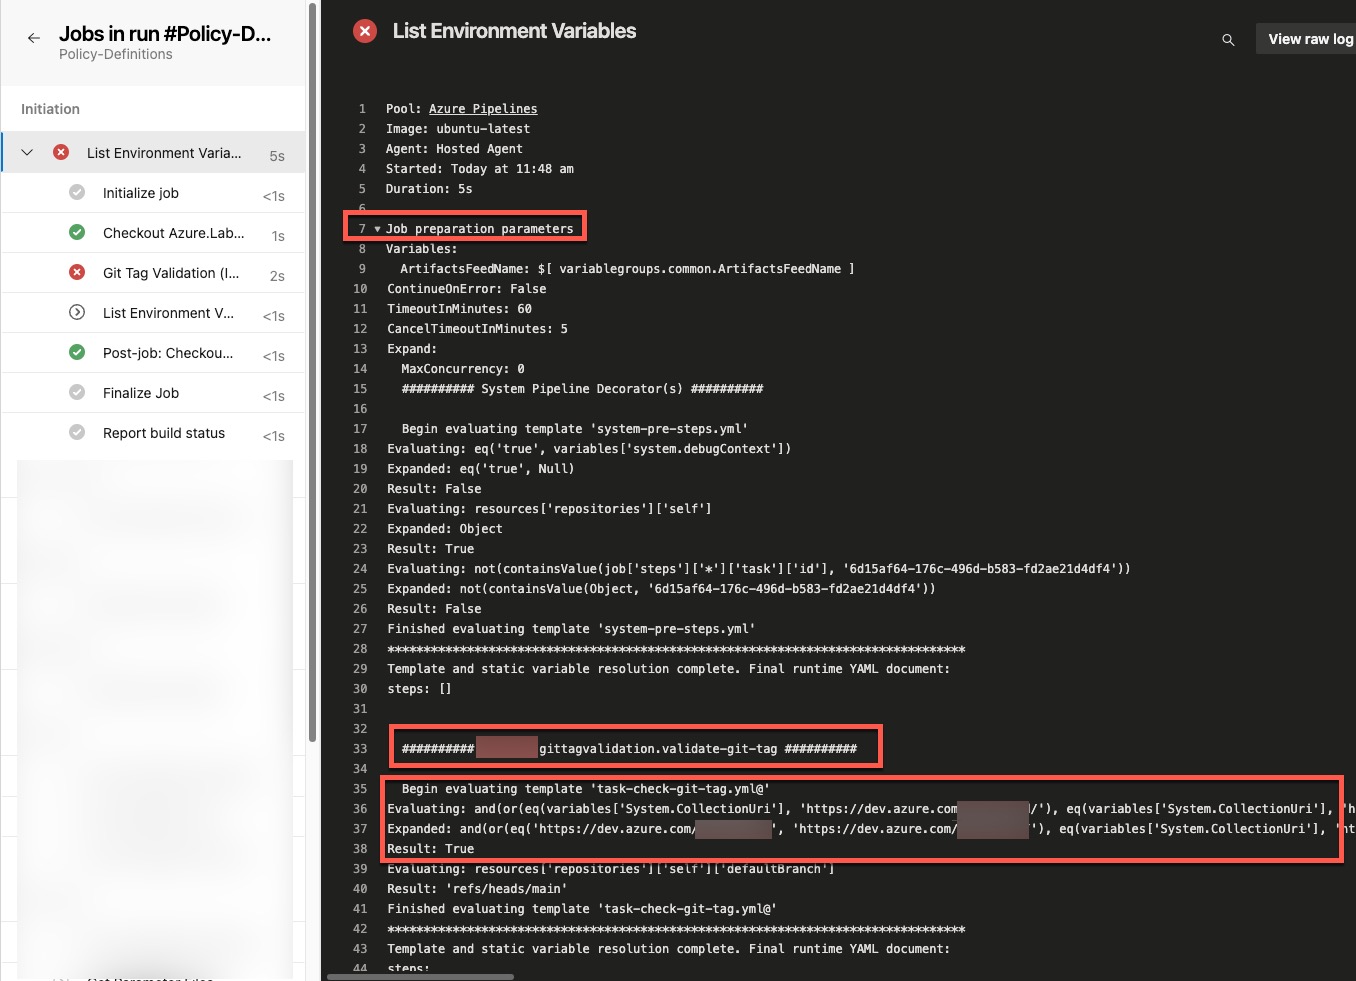 Jobs in run #Policy-D...
Policy-Definitions
Initiation
List Environment Varia... 5s
Initialize job <1s
Checkout Azure.Lab... 1s
Git Tag Validation (I... 2s
List Environment V... <1s
Post-job: Checkou... <1s
Finalize Job <1s
Report build status <1s
List Environment Variables
View raw log
1 Pool: Azure Pipelines
2 Image: ubuntu-latest
3 Agent: Hosted Agent
4 Started: Today at 11:48 am
5 Duration: 5s
6
7 Job preparation parameters
8 Variables:
9 ArtifactsFeedName: $[ variablegroups.common.ArtifactsFeedName ]
10 ContinueOnError: False
11 TimeoutInMinutes: 60
12 CancelTimeoutInMinutes: 5
13 Expand:
14 MaxConcurrency: 0
15 ########## System Pipeline Decorator(s) ##########
16
17 Begin evaluating template 'system-pre-steps.yml'
18 Evaluating: eq('true', variables['system.debugContext'])
19 Expanded: eq('true', Null)
20 Result: False
21 Evaluating: resources['repositories']['self']
22 Expanded: Object
23 Result: True
24 Evaluating: not(containsValue(job['steps']['*']['task']['id'], '6d15af64-176c-496d-b583-fd2ae21d4df4'))
25 Expanded: not(containsValue(Object, '6d15af64-176c-496d-b583-fd2ae21d4df4'))
26 Result: False
27 Finished evaluating template 'system-pre-steps.yml'
28 ********************************************************************************
29 Template and static variable resolution complete. Final runtime YAML document:
30 steps: []
31
32
33 ########## gittagvalidation.validate-git-tag ##########
34
35 Begin evaluating template 'task-check-git-tag.yml@'
36 Evaluating: and(or(eq(variables['System.CollectionUri'], 'https://dev.azure.com /'), eq(variables['System.CollectionUri'], 'h
37 Expanded: and(or(eq('https://dev.azure.com/ ', 'https://dev.azure.com/ '), eq(variables['System.CollectionUri'], 'ht
38 Result: True
39 Evaluating: resources['repositories']['self']['defaultBranch']
40 Result: 'refs/heads/main'
41 Finished evaluating template 'task-check-git-tag.yml@'
42 ********************************************************************************
43 Template and static variable resolution complete. Final runtime YAML document:
44 steps: